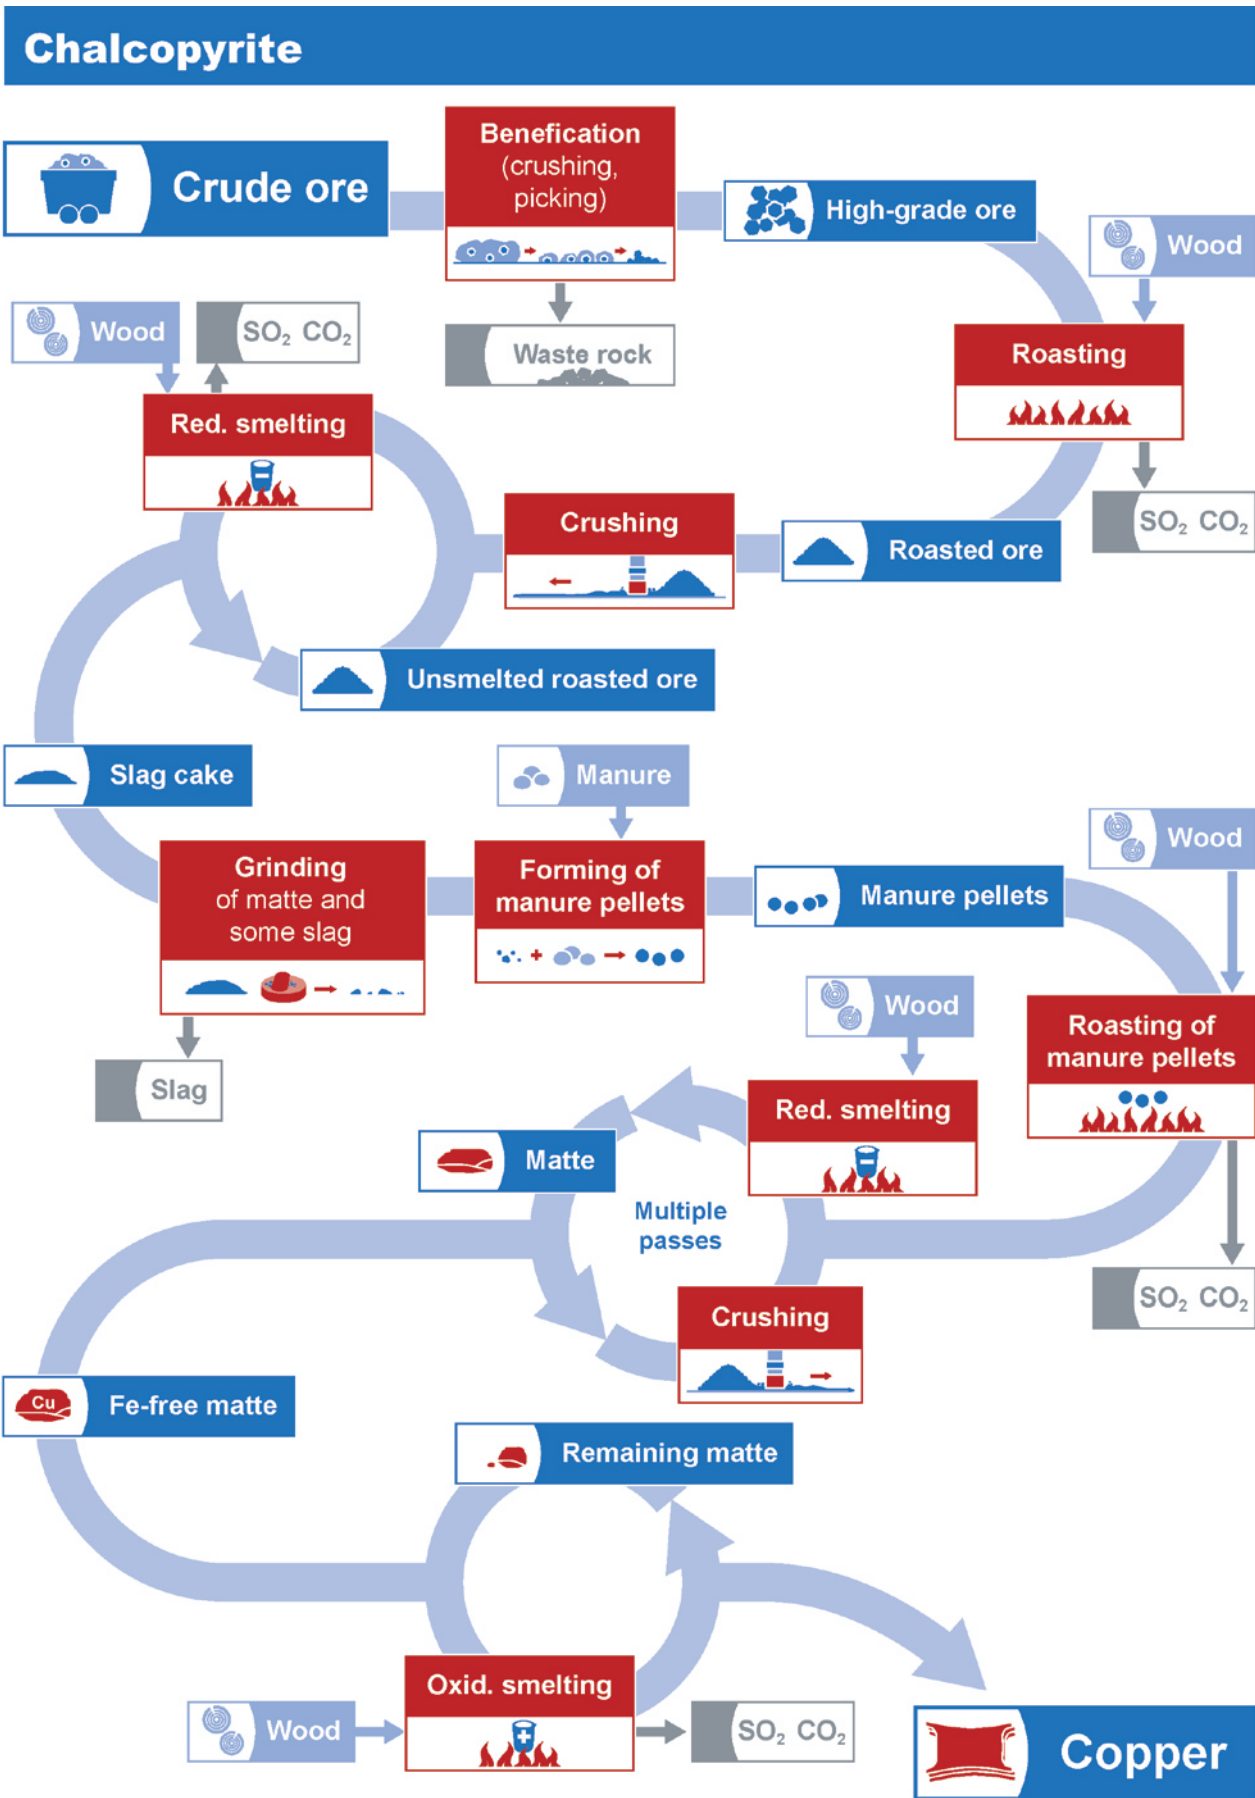 Chalcopyrite
Crude ore
Benefication
(crushing,
picking)
High-grade ore
Wood
Waste rock
Roasting
SO₂ CO₂
Wood
SO₂ CO₂
Red. smelting
Crushing
Roasted ore
Unsmelted roasted ore
Slag cake
Manure
Wood
Grinding
of matte and
some slag
Forming of
manure pellets
Manure pellets
Slag
Wood
Roasting of
manure pellets
Red. smelting
Matte
Multiple
passes
SO₂ CO₂
Crushing
Cu
Fe-free matte
Remaining matte
Oxid. smelting
Wood
SO₂ CO₂
Copper